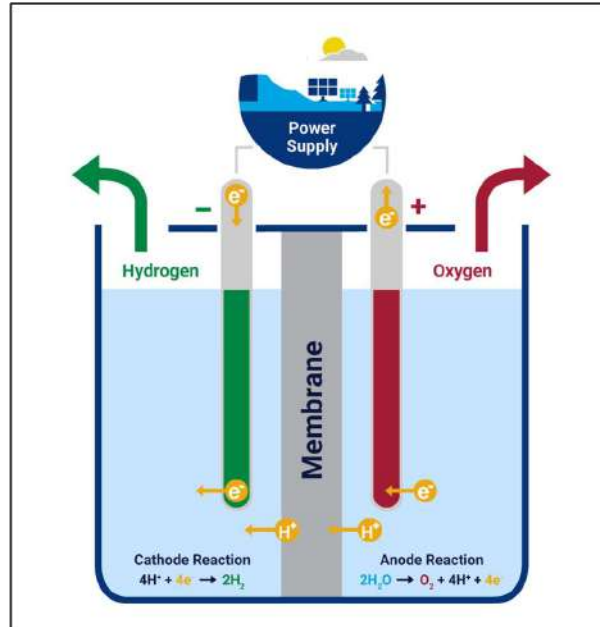 Power
Supply
e⁻
e⁻
−
+
Hydrogen
Oxygen
Membrane
e⁻
e⁻
H⁺
H⁺
Cathode Reaction
4H⁺ + 4e⁻ → 2H₂
Anode Reaction
2H₂O → O₂ + 4H⁺ + 4e